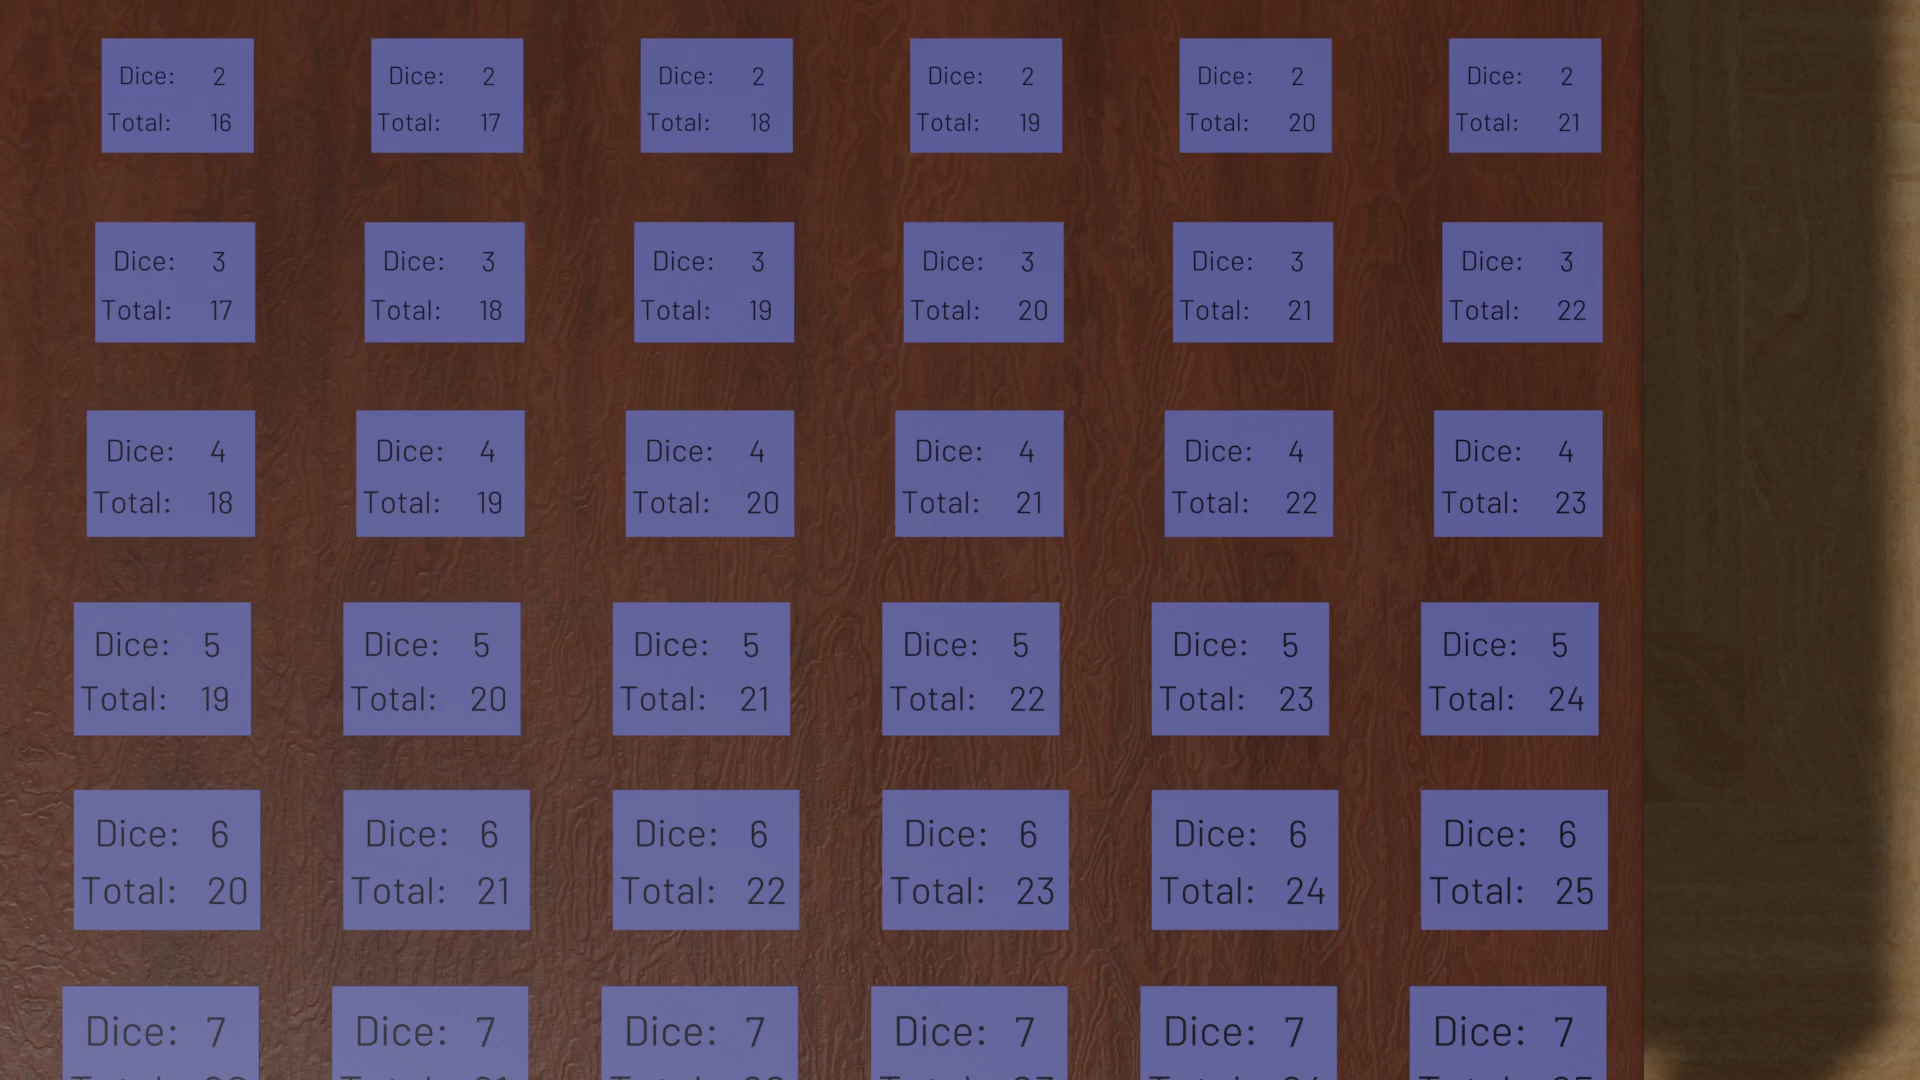 Dice: 2 Dice: 2 Dice: 2 Dice: 2 Dice: 2 Dice: 2
Total: 16 Total: 17 Total: 18 Total: 19 Total: 20 Total: 21
Dice: 3 Dice: 3 Dice: 3 Dice: 3 Dice: 3 Dice: 3
Total: 17 Total: 18 Total: 19 Total: 20 Total: 21 Total: 22
Dice: 4 Dice: 4 Dice: 4 Dice: 4 Dice: 4 Dice: 4
Total: 18 Total: 19 Total: 20 Total: 21 Total: 22 Total: 23
Dice: 5 Dice: 5 Dice: 5 Dice: 5 Dice: 5 Dice: 5
Total: 19 Total: 20 Total: 21 Total: 22 Total: 23 Total: 24
Dice: 6 Dice: 6 Dice: 6 Dice: 6 Dice: 6 Dice: 6
Total: 20 Total: 21 Total: 22 Total: 23 Total: 24 Total: 25
Dice: 7 Dice: 7 Dice: 7 Dice: 7 Dice: 7 Dice: 7